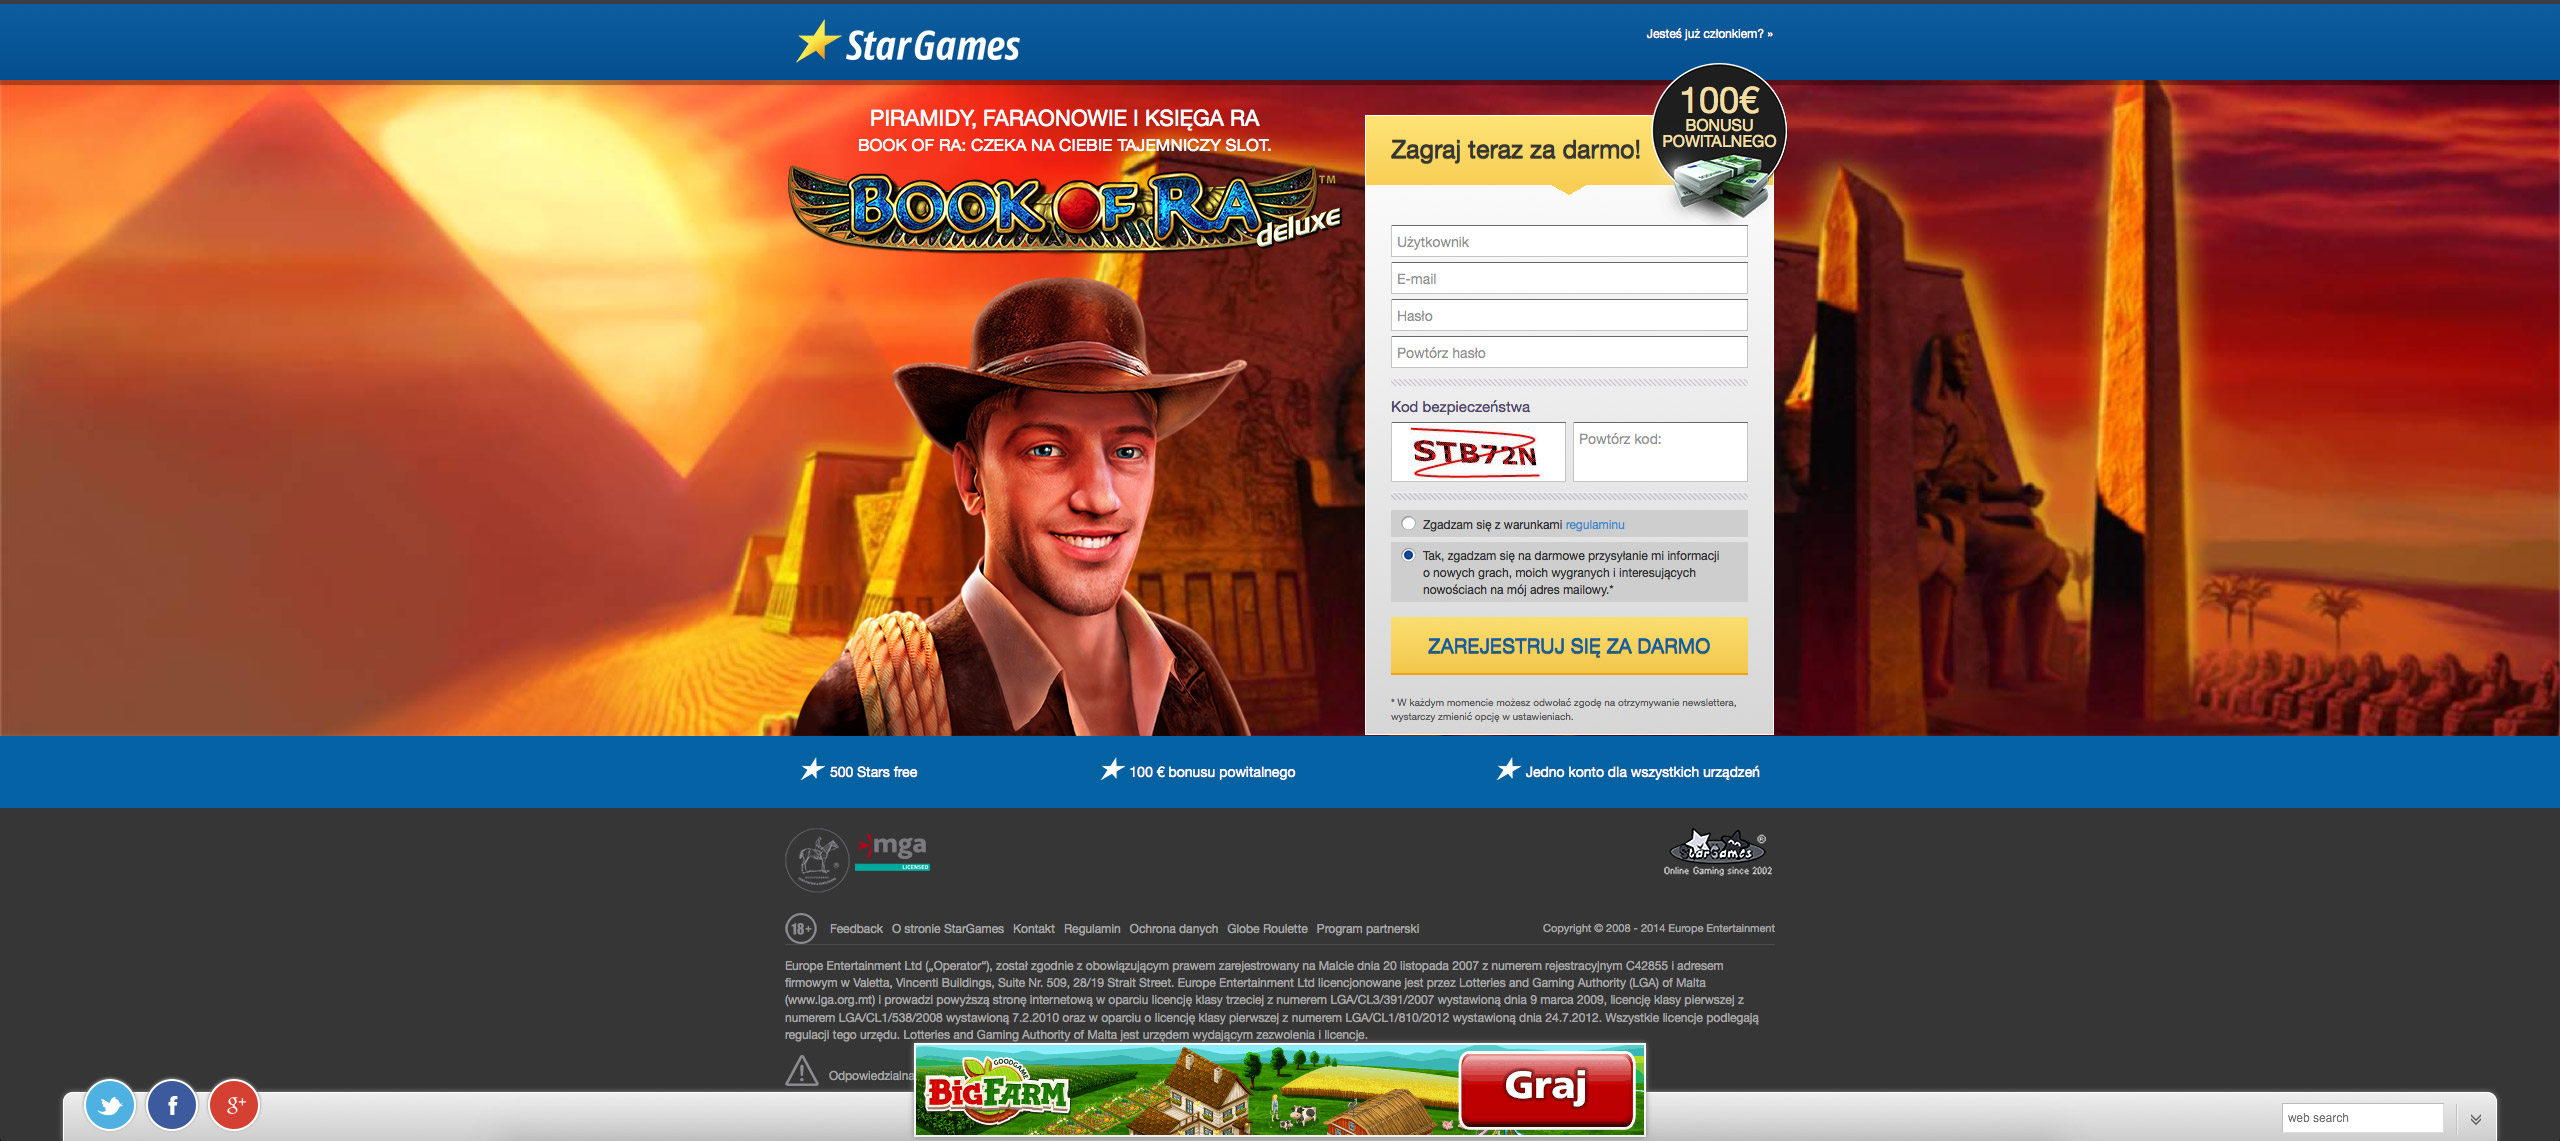 StarGames
Jesteś już członkiem? »
PIRAMIDY, FARAONOWIE I KSIĘGA RA
BOOK OF RA: CZEKA NA CIEBIE TAJEMNICZY SLOT.
BOOK OF RA™
deluxe
100€
BONUSU
POWITALNEGO
Zagraj teraz za darmo!
Użytkownik
E-mail
Hasło
Powtórz hasło
Kod bezpieczeństwa
STB72N
Powtórz kod:
Zgadzam się z warunkami regulaminu
Tak, zgadzam się na darmowe przysyłanie mi informacji
o nowych grach, moich wygranych i interesujących
nowościach na mój adres mailowy.*
ZAREJESTRUJ SIĘ ZA DARMO
* W każdym momencie możesz odwołać zgodę na otrzymywanie newslettera,
wystarczy zmienić opcję w ustawieniach.
500 Stars free
100 € bonusu powitalnego
Jedno konto dla wszystkich urządzeń
mga
LICENSED
StarGames®
Online Gaming since 2002
18+
Feedback O stronie StarGames Kontakt Regulamin Ochrona danych Globe Roulette Program partnerski
Copyright © 2008 - 2014 Europe Entertainment
Europe Entertainment Ltd („Operator“), został zgodnie z obowiązującym prawem zarejestrowany na Malcie dnia 20 listopada 2007 z numerem rejestracyjnym C42855 i adresem
firmowym w Valetta, Vincenti Buildings, Suite Nr. 509, 28/19 Strait Street. Europe Entertainment Ltd licencjonowane jest przez Lotteries and Gaming Authority (LGA) of Malta
(www.lga.org.mt) i prowadzi powyższą stronę internetową w oparciu licencję klasy trzeciej z numerem LGA/CL3/391/2007 wystawioną dnia 9 marca 2009, licencję klasy pierwszej z
numerem LGA/CL1/538/2008 wystawioną 7.2.2010 oraz w oparciu o licencję klasy pierwszej z numerem LGA/CL1/810/2012 wystawioną dnia 24.7.2012. Wszystkie licencje podlegają
regulacji tego urzędu. Lotteries and Gaming Authority of Malta jest urzędem wydającym zezwolenia i licencje.
Odpowiedzialna
GOODGAME
BIGFARM
Graj
f
g+
web search